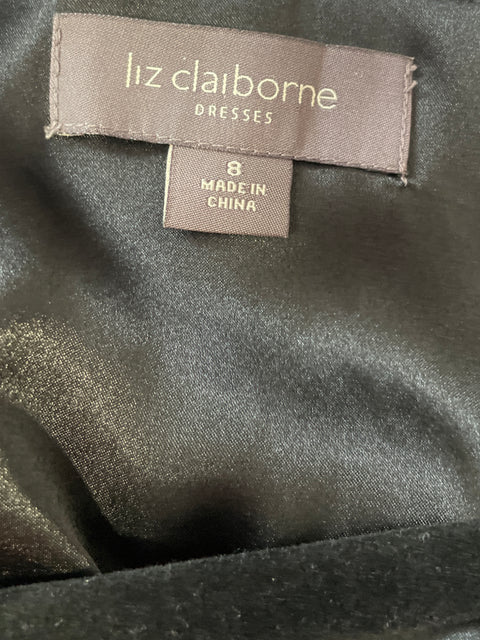 liz claiborne
DRESSES
8
MADE IN
CHINA